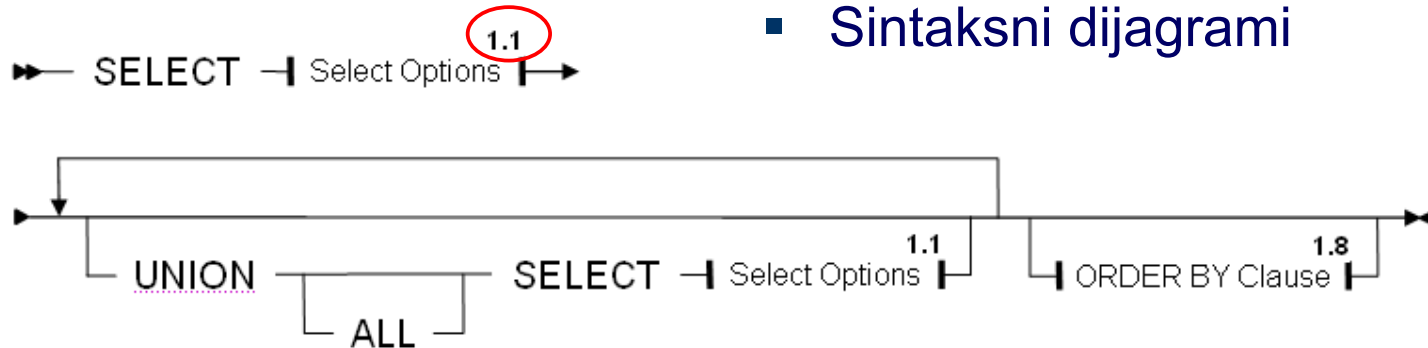 ▪ Sintaksni dijagrami
1.1
SELECT Select Options
1.1
1.8
UNION SELECT Select Options ORDER BY Clause
ALL